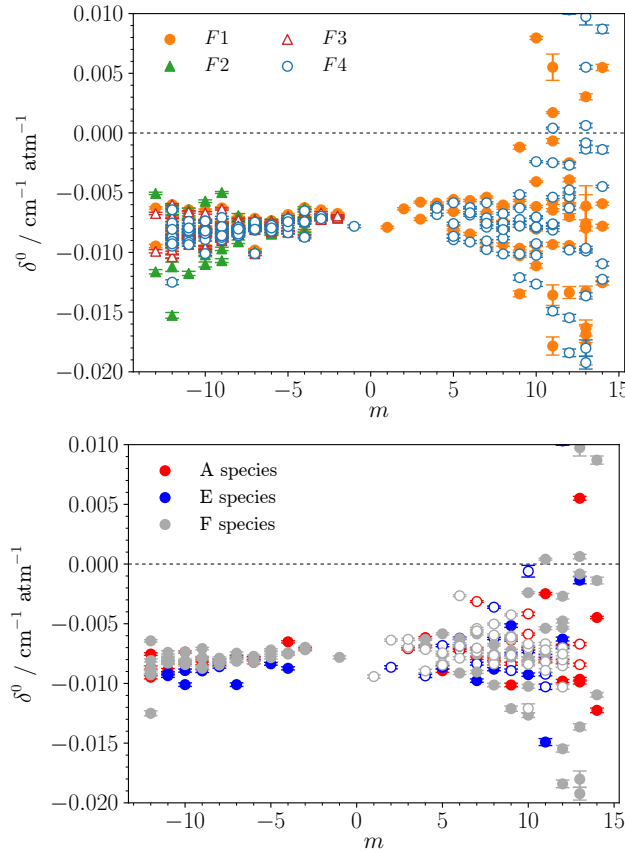 0.010
0.005
0.000
−0.005
−0.010
−0.015
−0.020
δ⁰ / cm⁻¹ atm⁻¹
F1 F3
F2 F4
−10 −5 0 5 10 15
m
0.010
0.005
0.000
−0.005
−0.010
−0.015
−0.020
δ⁰ / cm⁻¹ atm⁻¹
A species
E species
F species
−10 −5 0 5 10 15
m